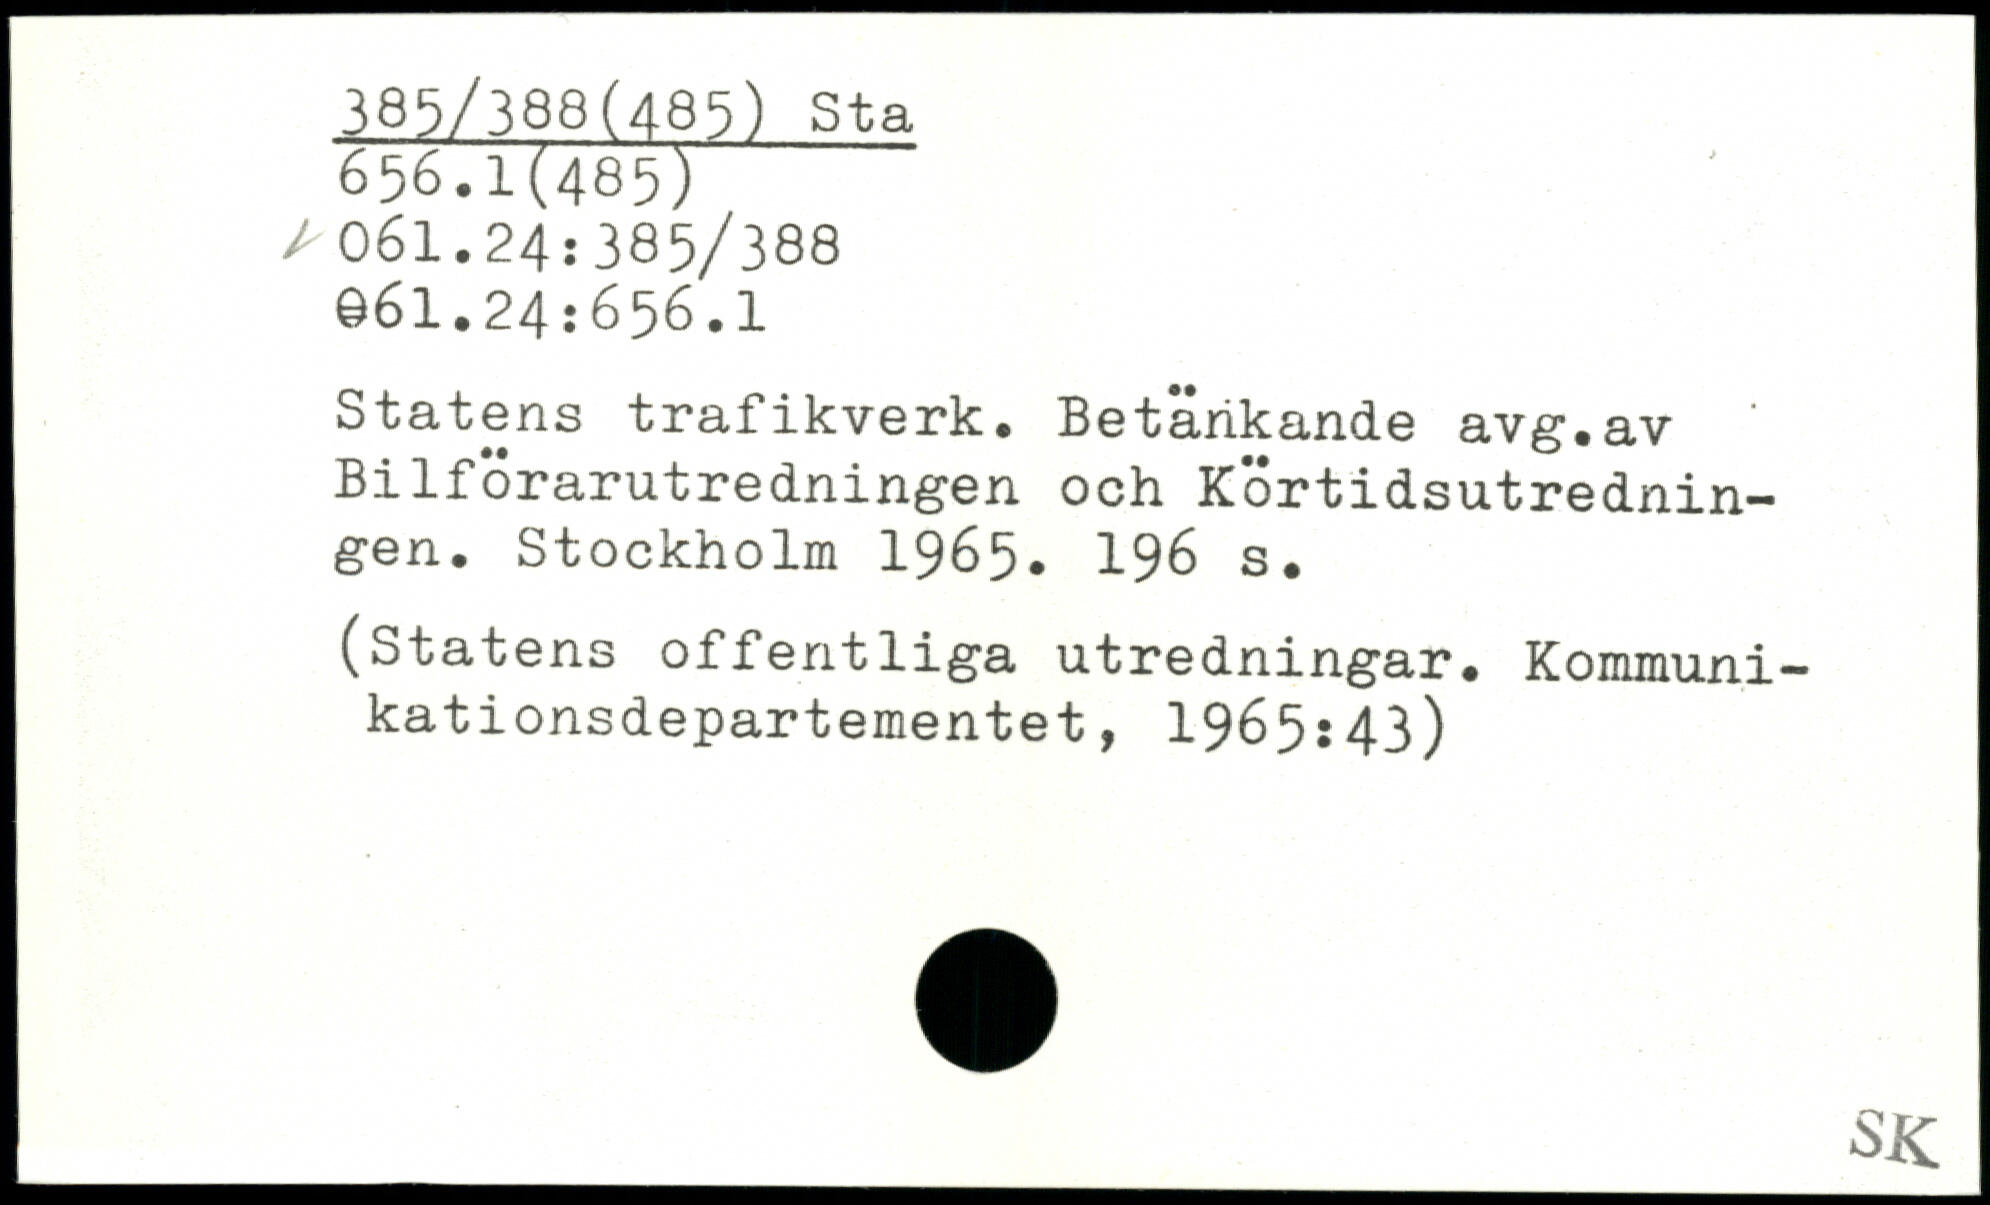 385/388(485) Sta
656.1(485)
061.24:385/388
061.24:656.1
Statens trafikverk. Betänkande avg.av
Bilförarutredningen och Körtidsutrednin-
gen. Stockholm 1965. 196 s.
(Statens offentliga utredningar. Kommuni-
kationsdepartementet, 1965:43)
SK